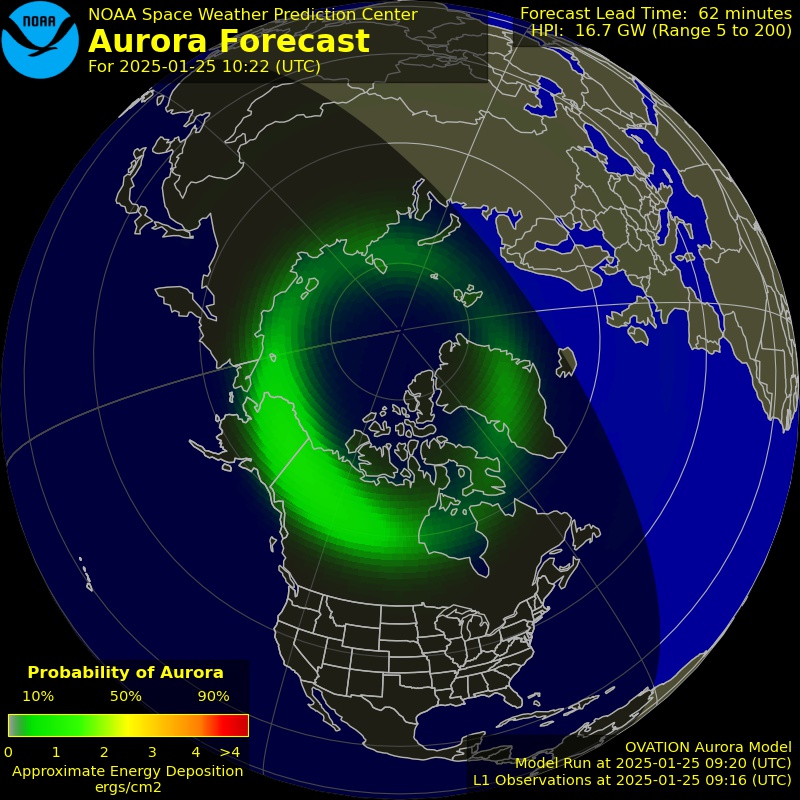 NOAA
NOAA Space Weather Prediction Center
Aurora Forecast
For 2025-01-25 10:22 (UTC)
Forecast Lead Time:  62 minutes
HPI:  16.7 GW (Range 5 to 200)
Probability of Aurora
10% 50% 90%
0 1 2 3 4 >4
Approximate Energy Deposition
ergs/cm2
OVATION Aurora Model
Model Run at 2025-01-25 09:20 (UTC)
L1 Observations at 2025-01-25 09:16 (UTC)